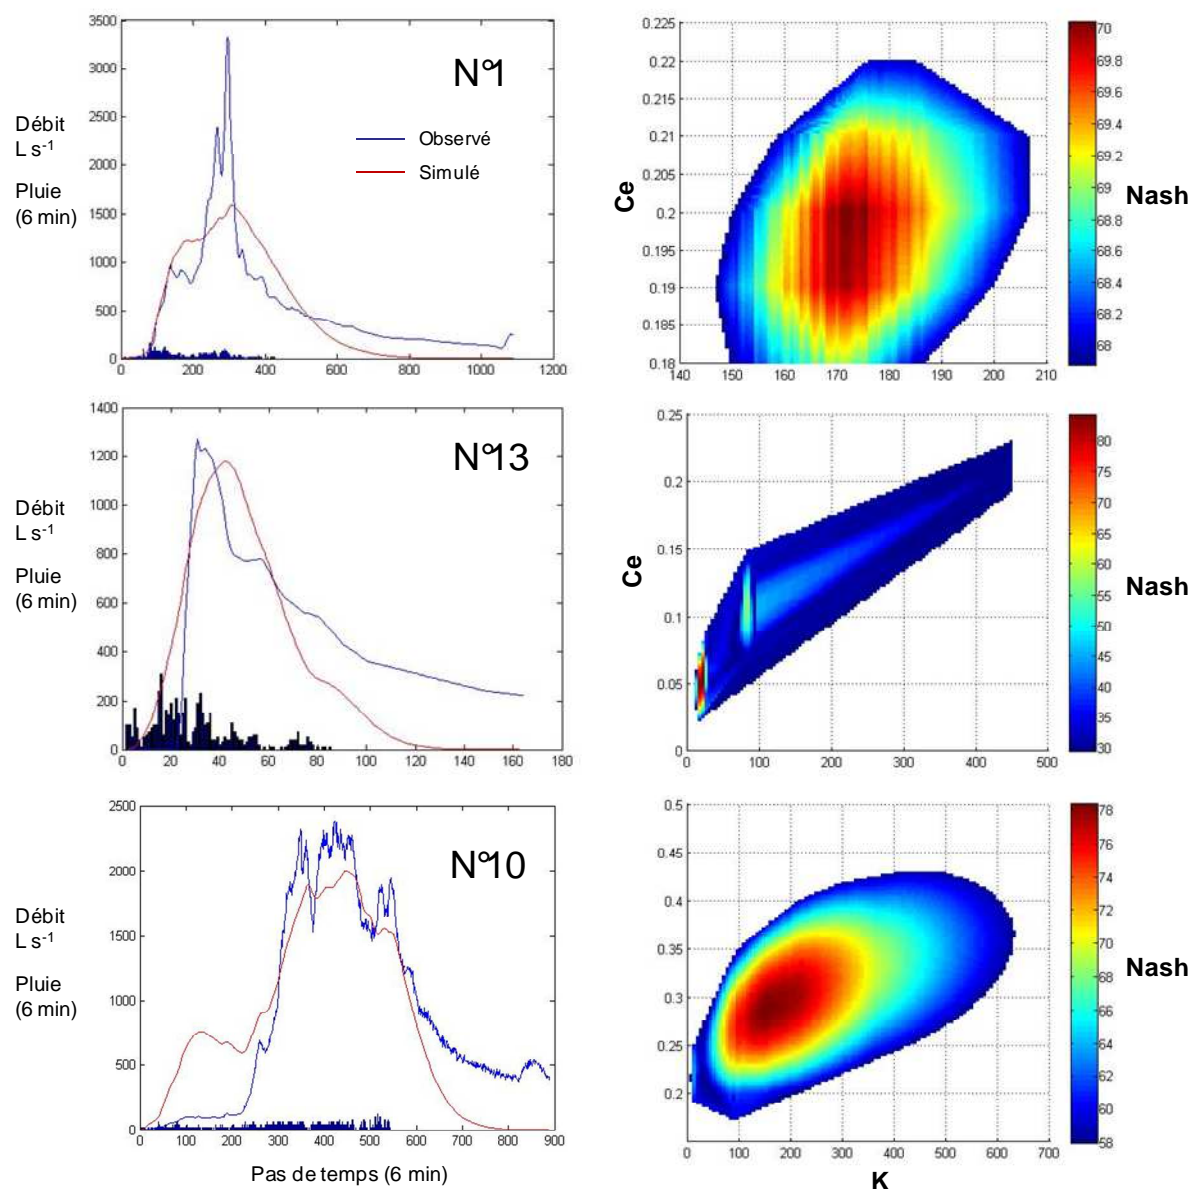 N°1
Débit
L s-1
Pluie
(6 min)
Observé
Simulé
3500
3000
2500
2000
1500
1000
500
0
0 200 400 600 800 1000 1200
Ce
0.225
0.22
0.215
0.21
0.205
0.2
0.195
0.19
0.185
0.18
140 150 160 170 180 190 200 210
70
69.8
69.6
69.4
69.2
69
68.8
68.6
68.4
68.2
68
Nash
N°13
Débit
L s-1
Pluie
(6 min)
1400
1200
1000
800
600
400
200
0
0 20 40 60 80 100 120 140 160 180
Ce
0.25
0.2
0.15
0.1
0.05
0
0 100 200 300 400 500
80
75
70
65
60
55
50
45
40
35
30
Nash
N°10
Débit
L s-1
Pluie
(6 min)
2500
2000
1500
1000
500
0
0 100 200 300 400 500 600 700 800 900
Pas de temps (6 min)
0.5
0.45
0.4
0.35
0.3
0.25
0.2
0 100 200 300 400 500 600 700
K
78
76
74
72
70
68
66
64
62
60
58
Nash